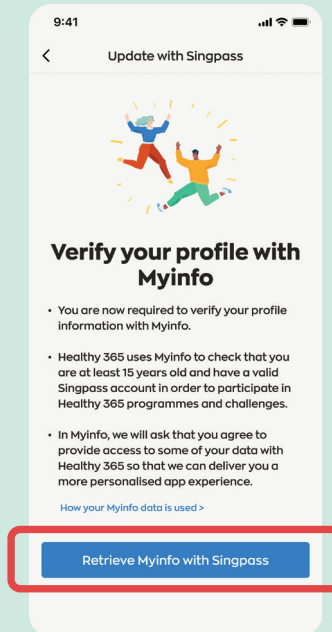 9:41
Update with Singpass
Verify your profile with
Myinfo
• You are now required to verify your profile
information with Myinfo.
• Healthy 365 uses Myinfo to check that you
are at least 15 years old and have a valid
Singpass account in order to participate in
Healthy 365 programmes and challenges.
• In Myinfo, we will ask that you agree to
provide access to some of your data with
Healthy 365 so that we can deliver you a
more personalised app experience.
How your Myinfo data is used >
Retrieve Myinfo with Singpass